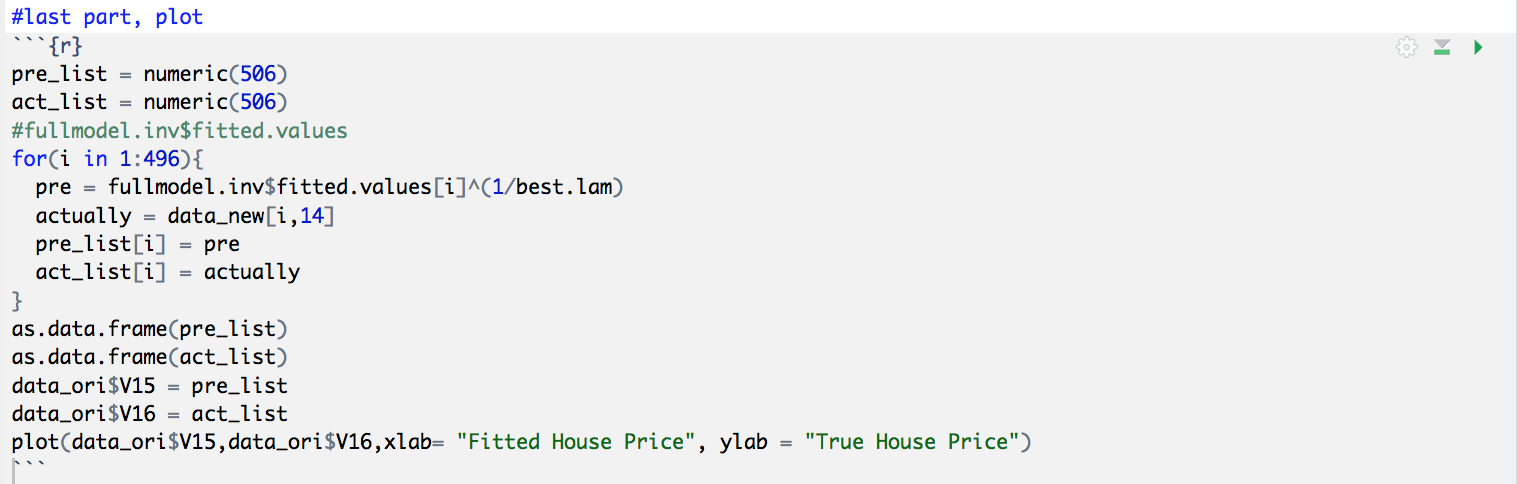 #last part, plot
```{r}
pre_list = numeric(506)
act_list = numeric(506)
#fullmodel.inv$fitted.values
for(i in 1:496){
  pre = fullmodel.inv$fitted.values[i]^(1/best.lam)
  actually = data_new[i,14]
  pre_list[i] = pre
  act_list[i] = actually
}
as.data.frame(pre_list)
as.data.frame(act_list)
data_ori$V15 = pre_list
data_ori$V16 = act_list
plot(data_ori$V15,data_ori$V16,xlab= "Fitted House Price", ylab = "True House Price")
```